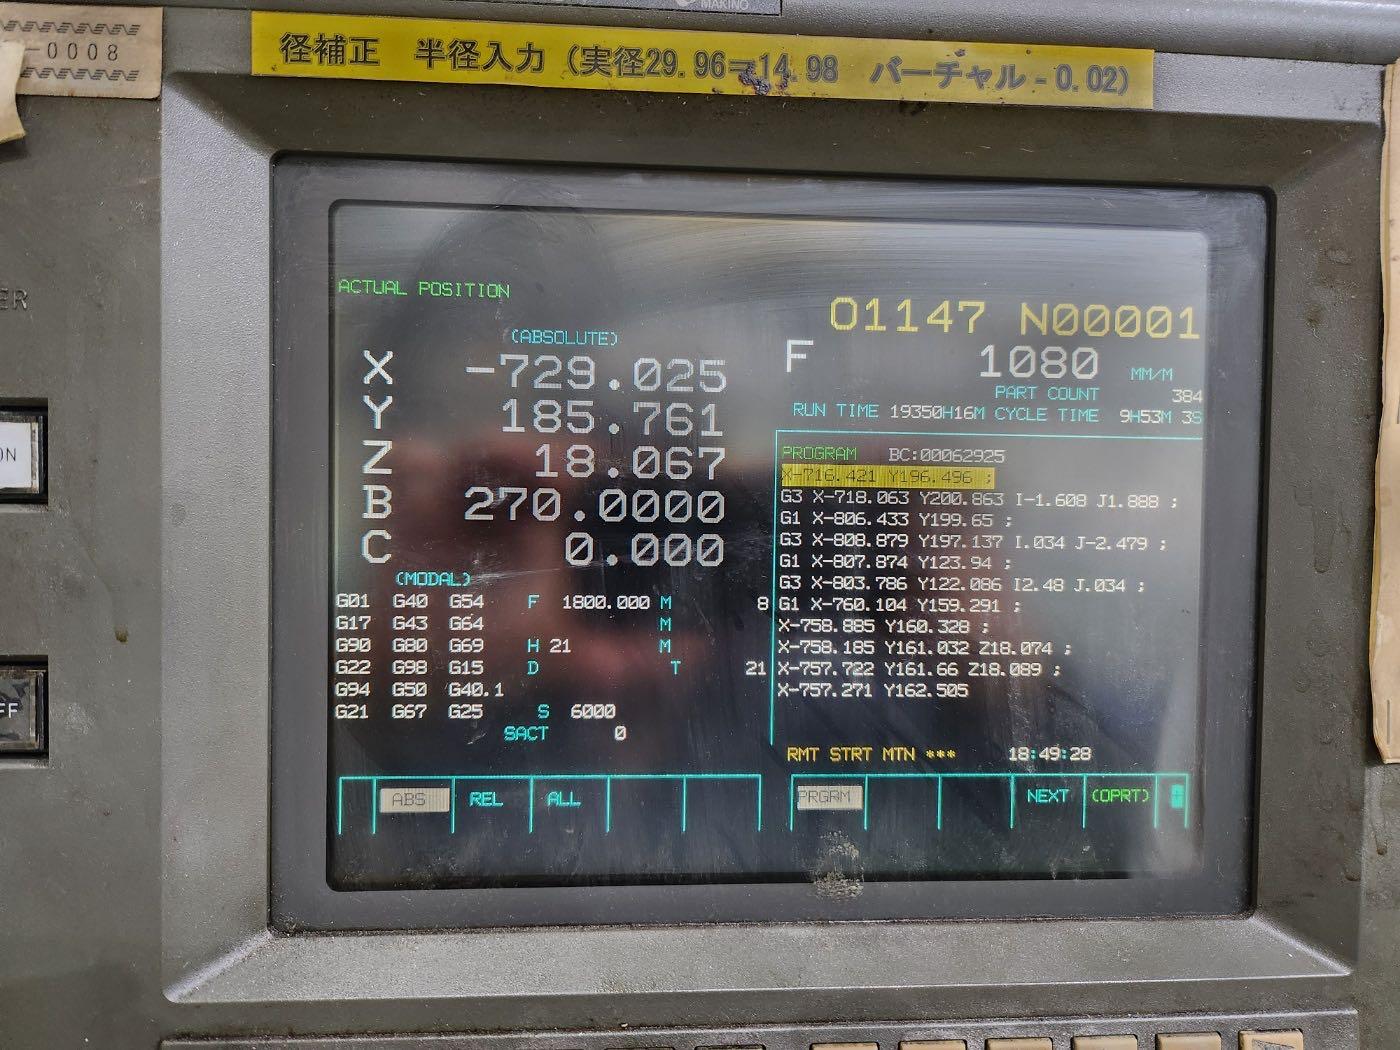 MAKINO
-0008
径補正 半径入力 (実径29.96=14.98 バーチャル-0.02)
ER
ON
FF
ACTUAL POSITION
O1147 N00001
(ABSOLUTE)
X -729.025
Y 185.761
Z 18.067
B 270.0000
C 0.000
F 1080 MM/M
PART COUNT 384
RUN TIME 19350H16M CYCLE TIME 9H53M 3S
(MODAL)
G01 G40 G54 F 1800.000 M 8
G17 G43 G64 M
G90 G80 G69 H 21 M
G22 G98 G15 D T 21
G94 G50 G40.1
G21 G67 G25 S 6000
SACT 0
PROGRAM BC:00062925
X-716.421 Y196.496 ;
G3 X-718.063 Y200.863 I-1.608 J1.888 ;
G1 X-806.433 Y199.65 ;
G3 X-808.879 Y197.137 I.034 J-2.479 ;
G1 X-807.874 Y123.94 ;
G3 X-803.786 Y122.086 I2.48 J.034 ;
G1 X-760.104 Y159.291 ;
X-758.885 Y160.328 ;
X-758.185 Y161.032 Z18.074 ;
X-757.722 Y161.66 Z18.089 ;
X-757.271 Y162.505
RMT STRT MTN *** 18:49:28
ABS REL ALL
PRGRM NEXT (OPRT)